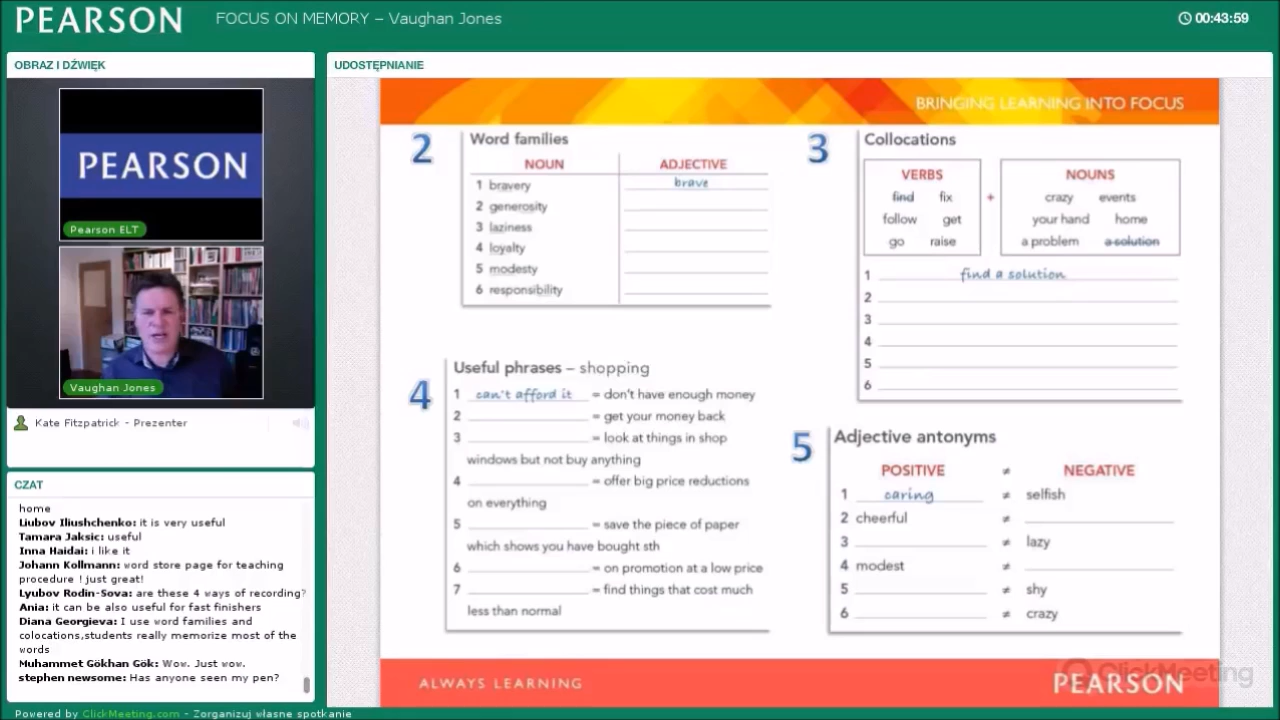 PEARSON
FOCUS ON MEMORY – Vaughan Jones
00:43:59
OBRAZ I DŹWIĘK
PEARSON
Pearson ELT
Vaughan Jones
Kate Fitzpatrick - Prezenter
CZAT
home
Liubov Iliushchenko: it is very useful
Tamara Jaksic: useful
Inna Haidai: i like it
Johann Kollmann: word store page for teaching
procedure ! just great!
Lyubov Rodin-Sova: are these 4 ways of recording?
Ania: it can be also useful for fast finishers
Diana Georgieva: I use word families and
colocations,students really memorize most of the
words
Muhammet Gökhan Gök: Wow. Just wow.
stephen newsome: Has anyone seen my pen?
UDOSTĘPNIANIE
BRINGING LEARNING INTO FOCUS
2
Word families
NOUN ADJECTIVE
1 bravery brave
2 generosity
3 laziness
4 loyalty
5 modesty
6 responsibility
3
Collocations
VERBS
find fix
follow get
go raise
+
NOUNS
crazy events
your hand home
a problem a solution
1 find a solution
2
3
4
5
6
4
Useful phrases – shopping
1 can't afford it = don't have enough money
2 = get your money back
3 = look at things in shop
windows but not buy anything
4 = offer big price reductions
on everything
5 = save the piece of paper
which shows you have bought sth
6 = on promotion at a low price
7 = find things that cost much
less than normal
5
Adjective antonyms
POSITIVE ≠ NEGATIVE
1 caring ≠ selfish
2 cheerful ≠
3 ≠ lazy
4 modest ≠
5 ≠ shy
6 ≠ crazy
ALWAYS LEARNING
PEARSON
ClickMeeting
Powered by ClickMeeting.com - Zorganizuj własne spotkanie